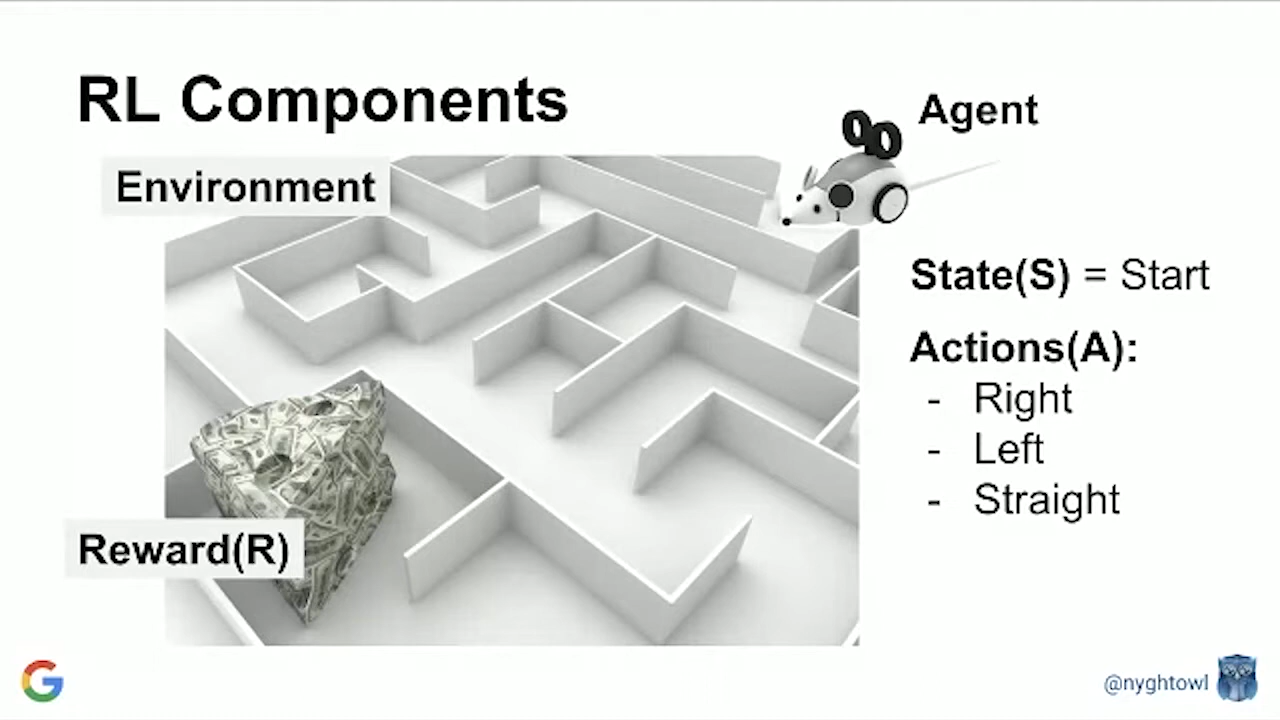 RL Components
Agent
Environment
State(S) = Start
Actions(A):
- Right
- Left
- Straight
Reward(R)
G
@nyghtowl